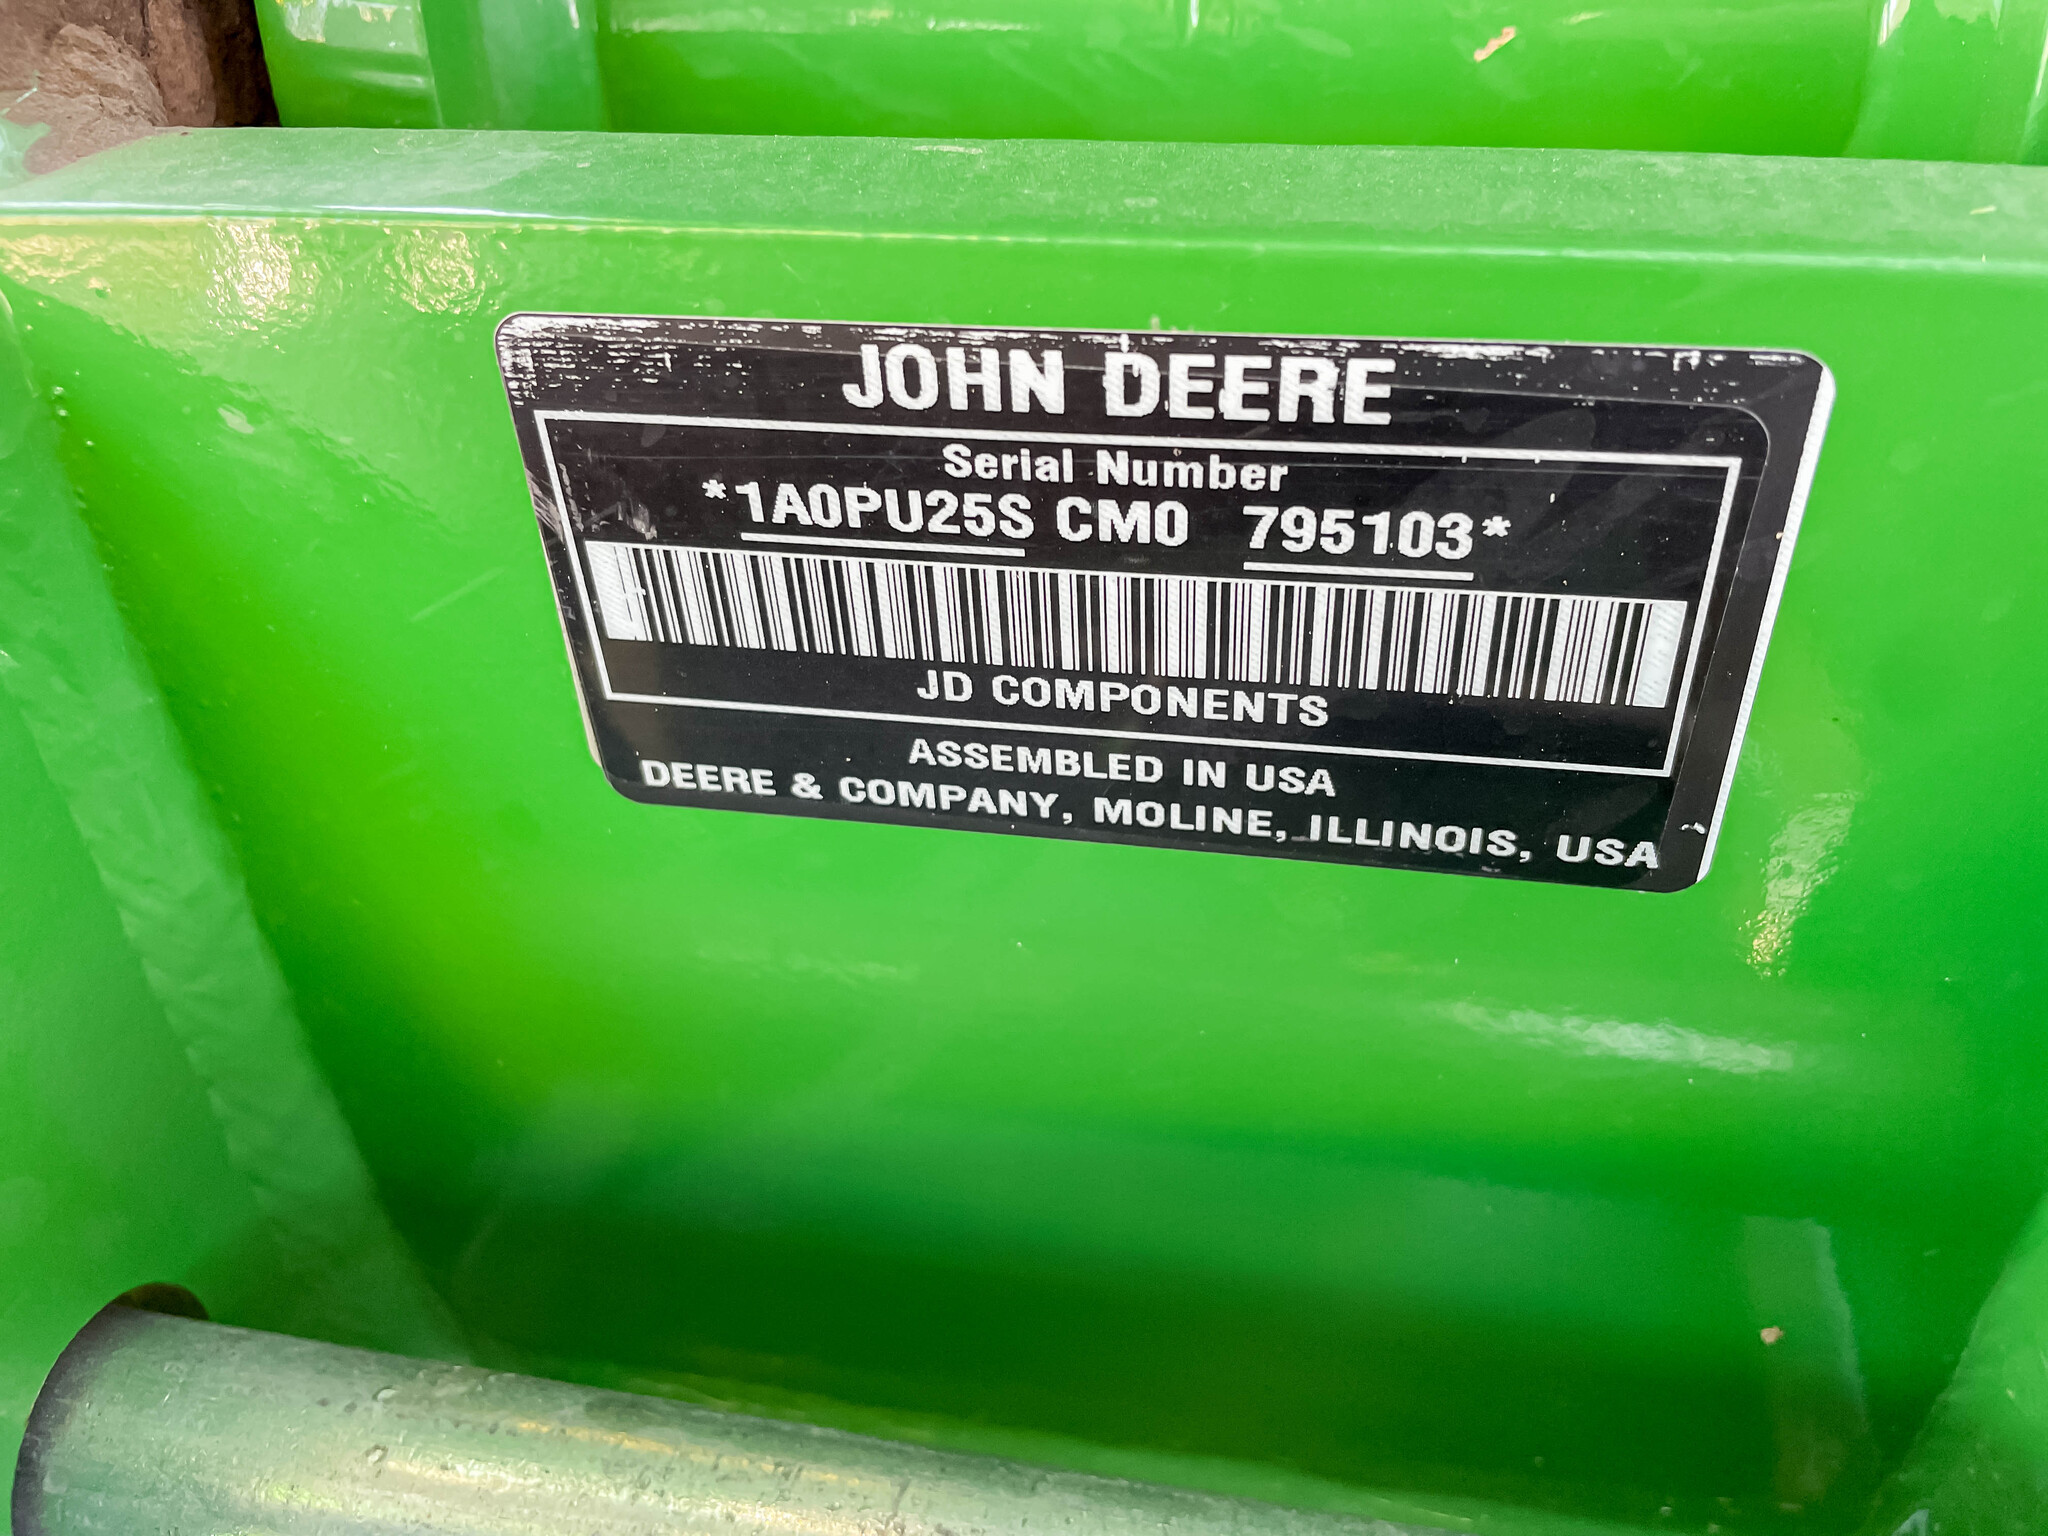 JOHN DEERE
Serial Number
*1A0PU25S CM0 795103*
JD COMPONENTS
ASSEMBLED IN USA
DEERE & COMPANY, MOLINE, ILLINOIS, USA